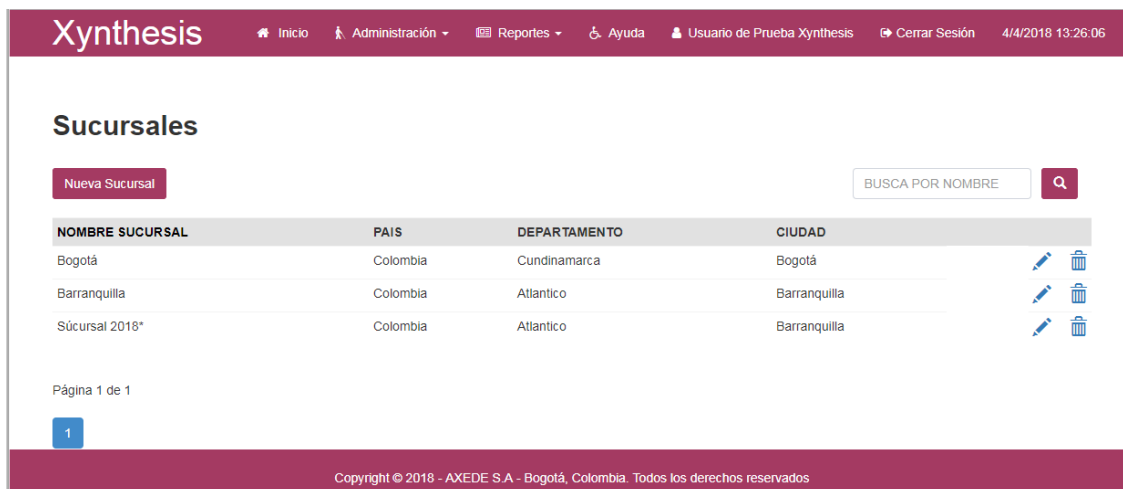 Xynthesis Inicio Administración Reportes Ayuda Usuario de Prueba Xynthesis Cerrar Sesión 4/4/2018 13:26:06
Sucursales
Nueva Sucursal BUSCA POR NOMBRE
NOMBRE SUCURSAL PAIS DEPARTAMENTO CIUDAD
Bogotá Colombia Cundinamarca Bogotá
Barranquilla Colombia Atlantico Barranquilla
Súcursal 2018* Colombia Atlantico Barranquilla
Página 1 de 1
1
Copyright © 2018 - AXEDE S.A - Bogotá, Colombia. Todos los derechos reservados